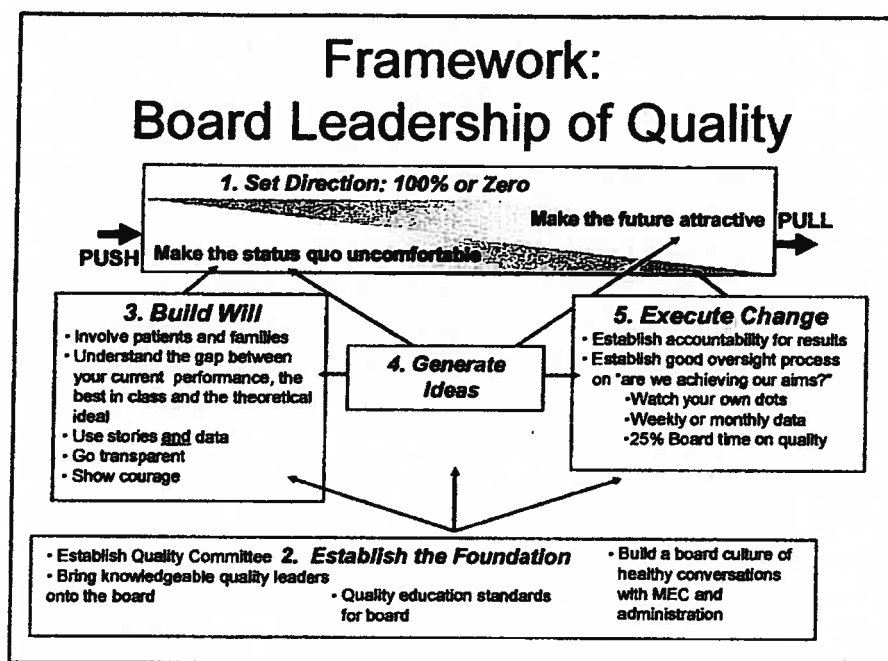 Framework:
Board Leadership of Quality
1. Set Direction: 100% or Zero
Make the future attractive
PULL
PUSH
Make the status quo uncomfortable
3. Build Will
• Involve patients and families
• Understand the gap between
your current performance, the
best in class and the theoretical
ideal
• Use stories and data
• Go transparent
• Show courage
4. Generate
Ideas
5. Execute Change
• Establish accountability for results
• Establish good oversight process
on "are we achieving our aims?"
•Watch your own dots
•Weekly or monthly data
•25% Board time on quality
2. Establish the Foundation
• Establish Quality Committee
• Bring knowledgeable quality leaders
onto the board
• Quality education standards
for board
• Build a board culture of
healthy conversations
with MEC and
administration